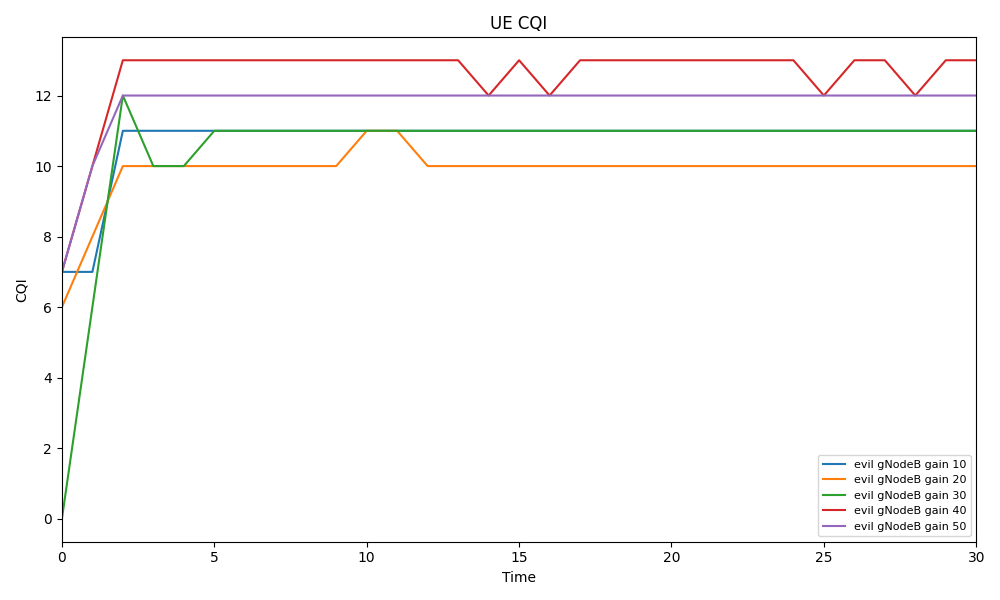 UE CQI
CQI
12
10
8
6
4
2
0
0 5 10 15 20 25 30
Time
evil gNodeB gain 10
evil gNodeB gain 20
evil gNodeB gain 30
evil gNodeB gain 40
evil gNodeB gain 50